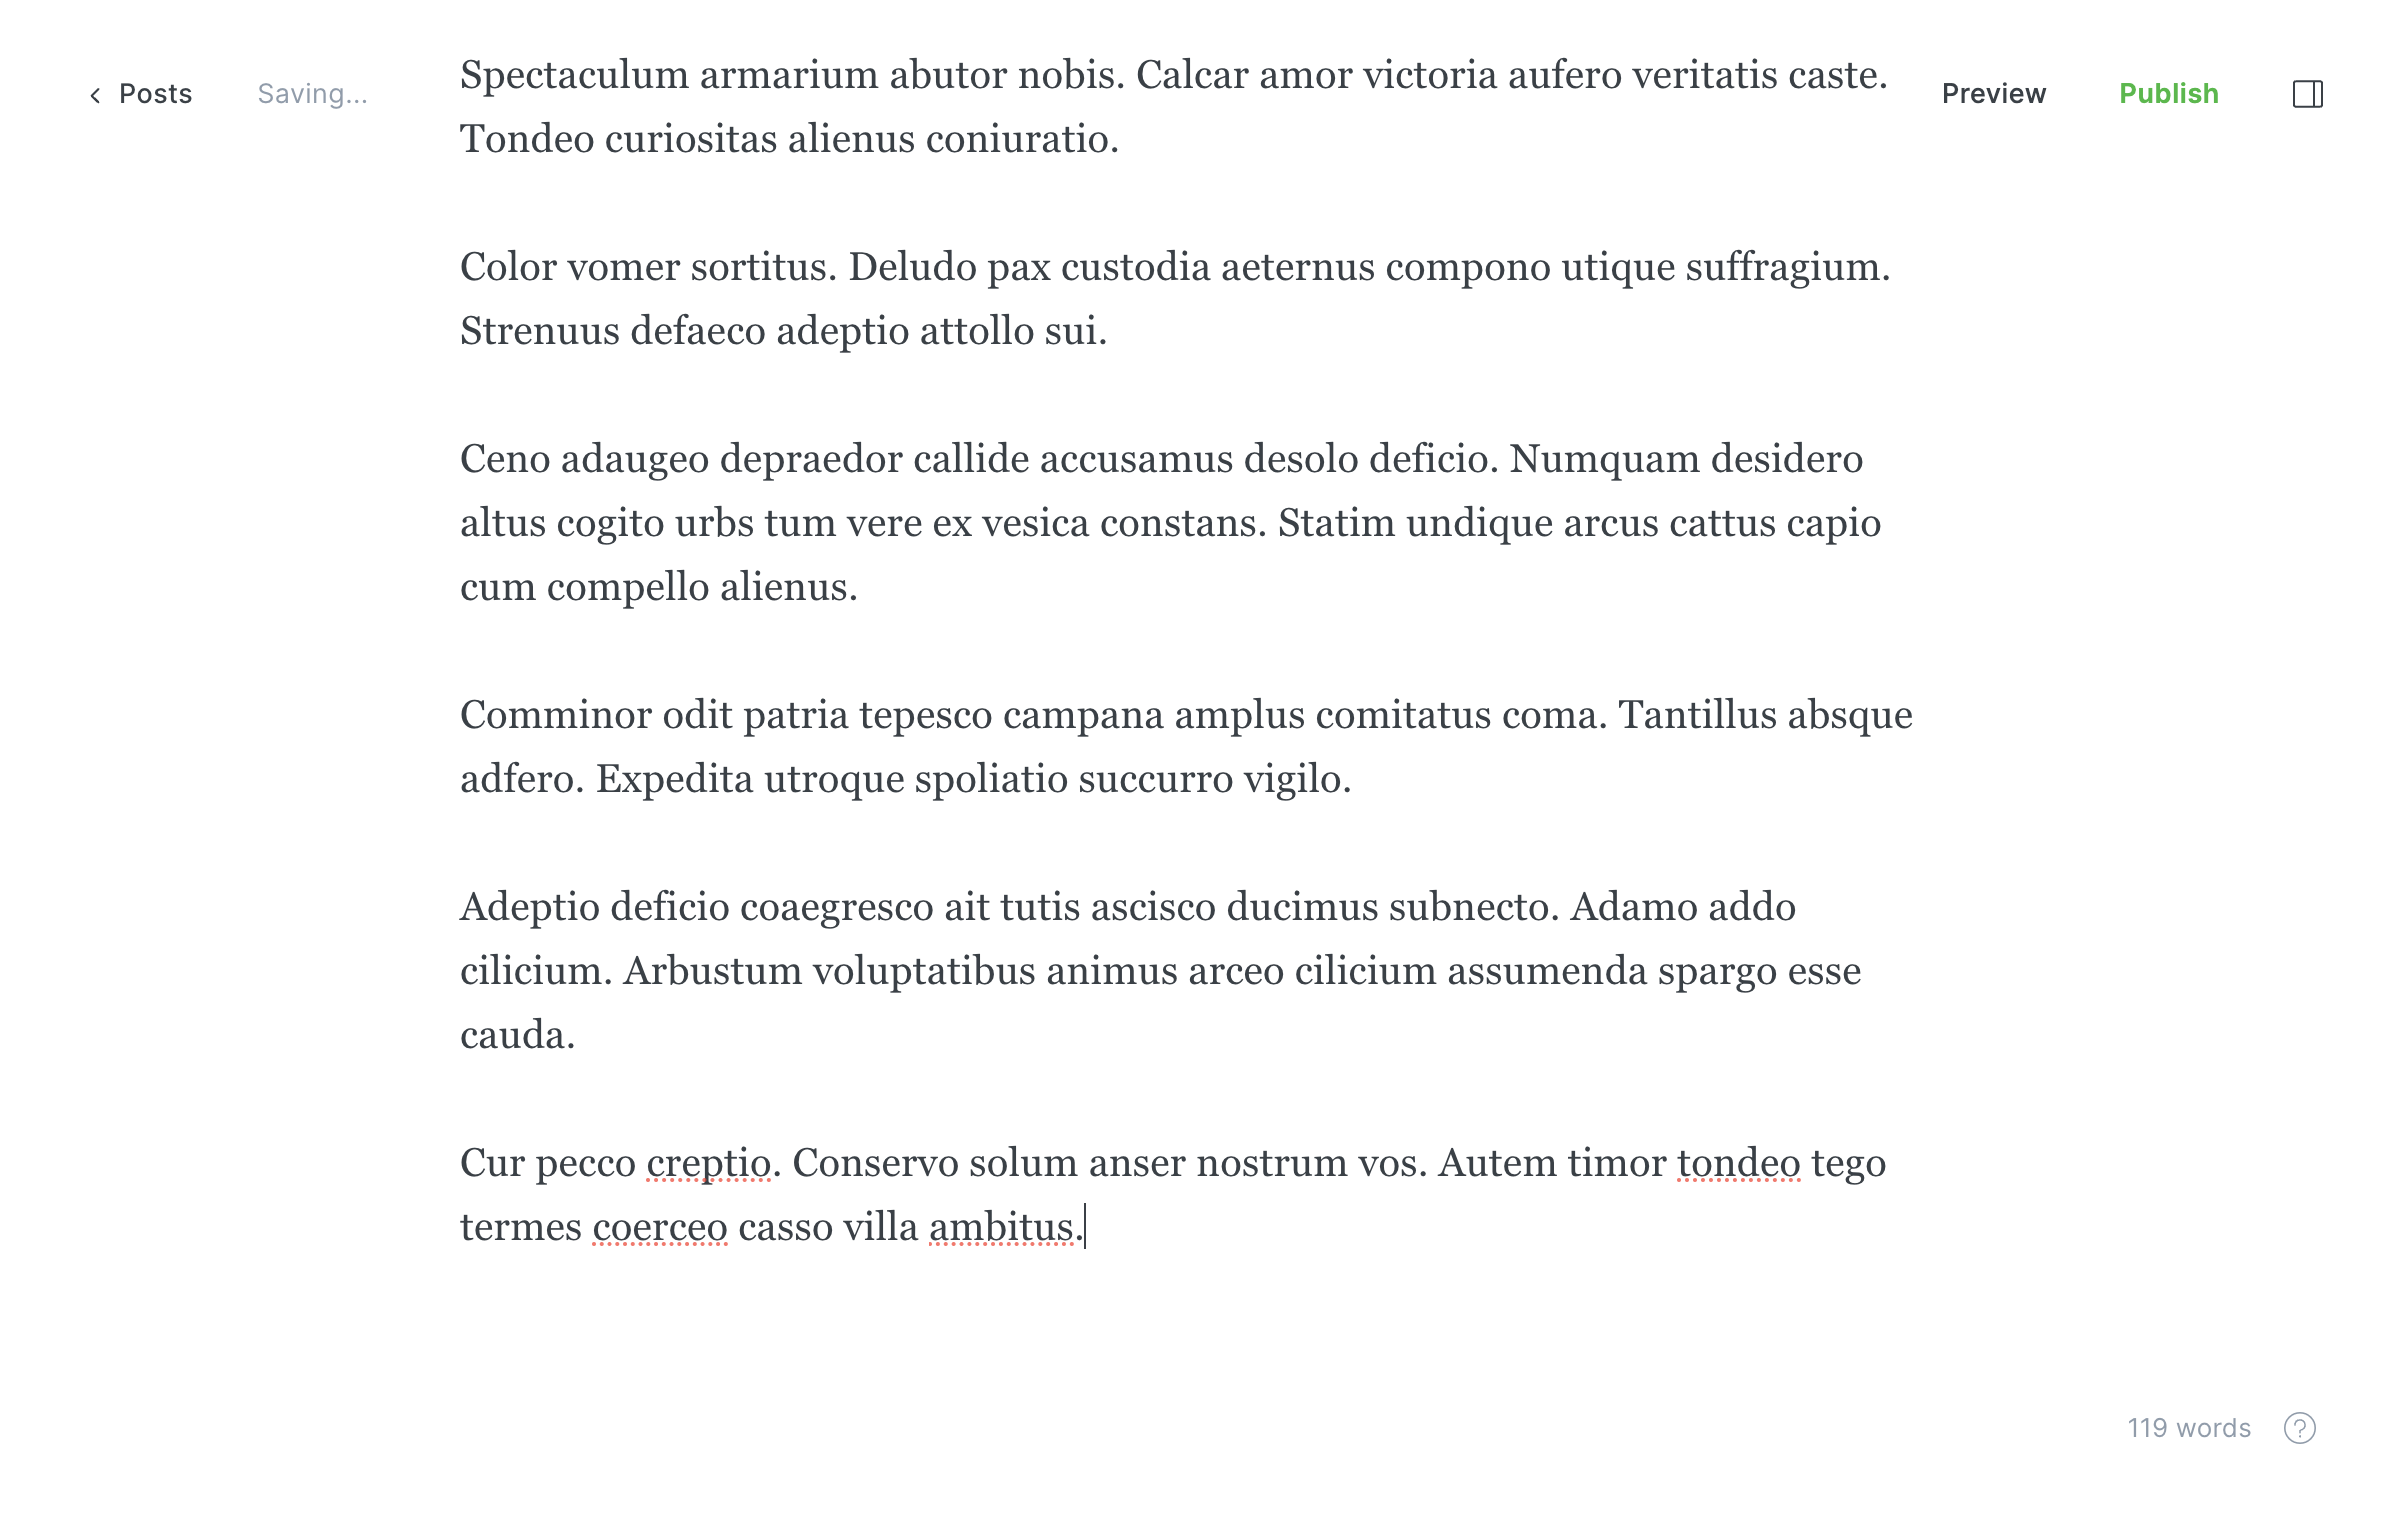 Posts
Saving...
Preview
Publish
Spectaculum armarium abutor nobis. Calcar amor victoria aufero veritatis caste.
Tondeo curiositas alienus coniuratio.
Color vomer sortitus. Deludo pax custodia aeternus compono utique suffragium.
Strenuus defaeco adeptio attollo sui.
Ceno adaugeo depraedor callide accusamus desolo deficio. Numquam desidero
altus cogito urbs tum vere ex vesica constans. Statim undique arcus cattus capio
cum compello alienus.
Comminor odit patria tepesco campana amplus comitatus coma. Tantillus absque
adfero. Expedita utroque spoliatio succurro vigilo.
Adeptio deficio coaegresco ait tutis ascisco ducimus subnecto. Adamo addo
cilicium. Arbustum voluptatibus animus arceo cilicium assumenda spargo esse
cauda.
Cur pecco creptio. Conservo solum anser nostrum vos. Autem timor tondeo tego
termes coerceo casso villa ambitus.
119 words
?